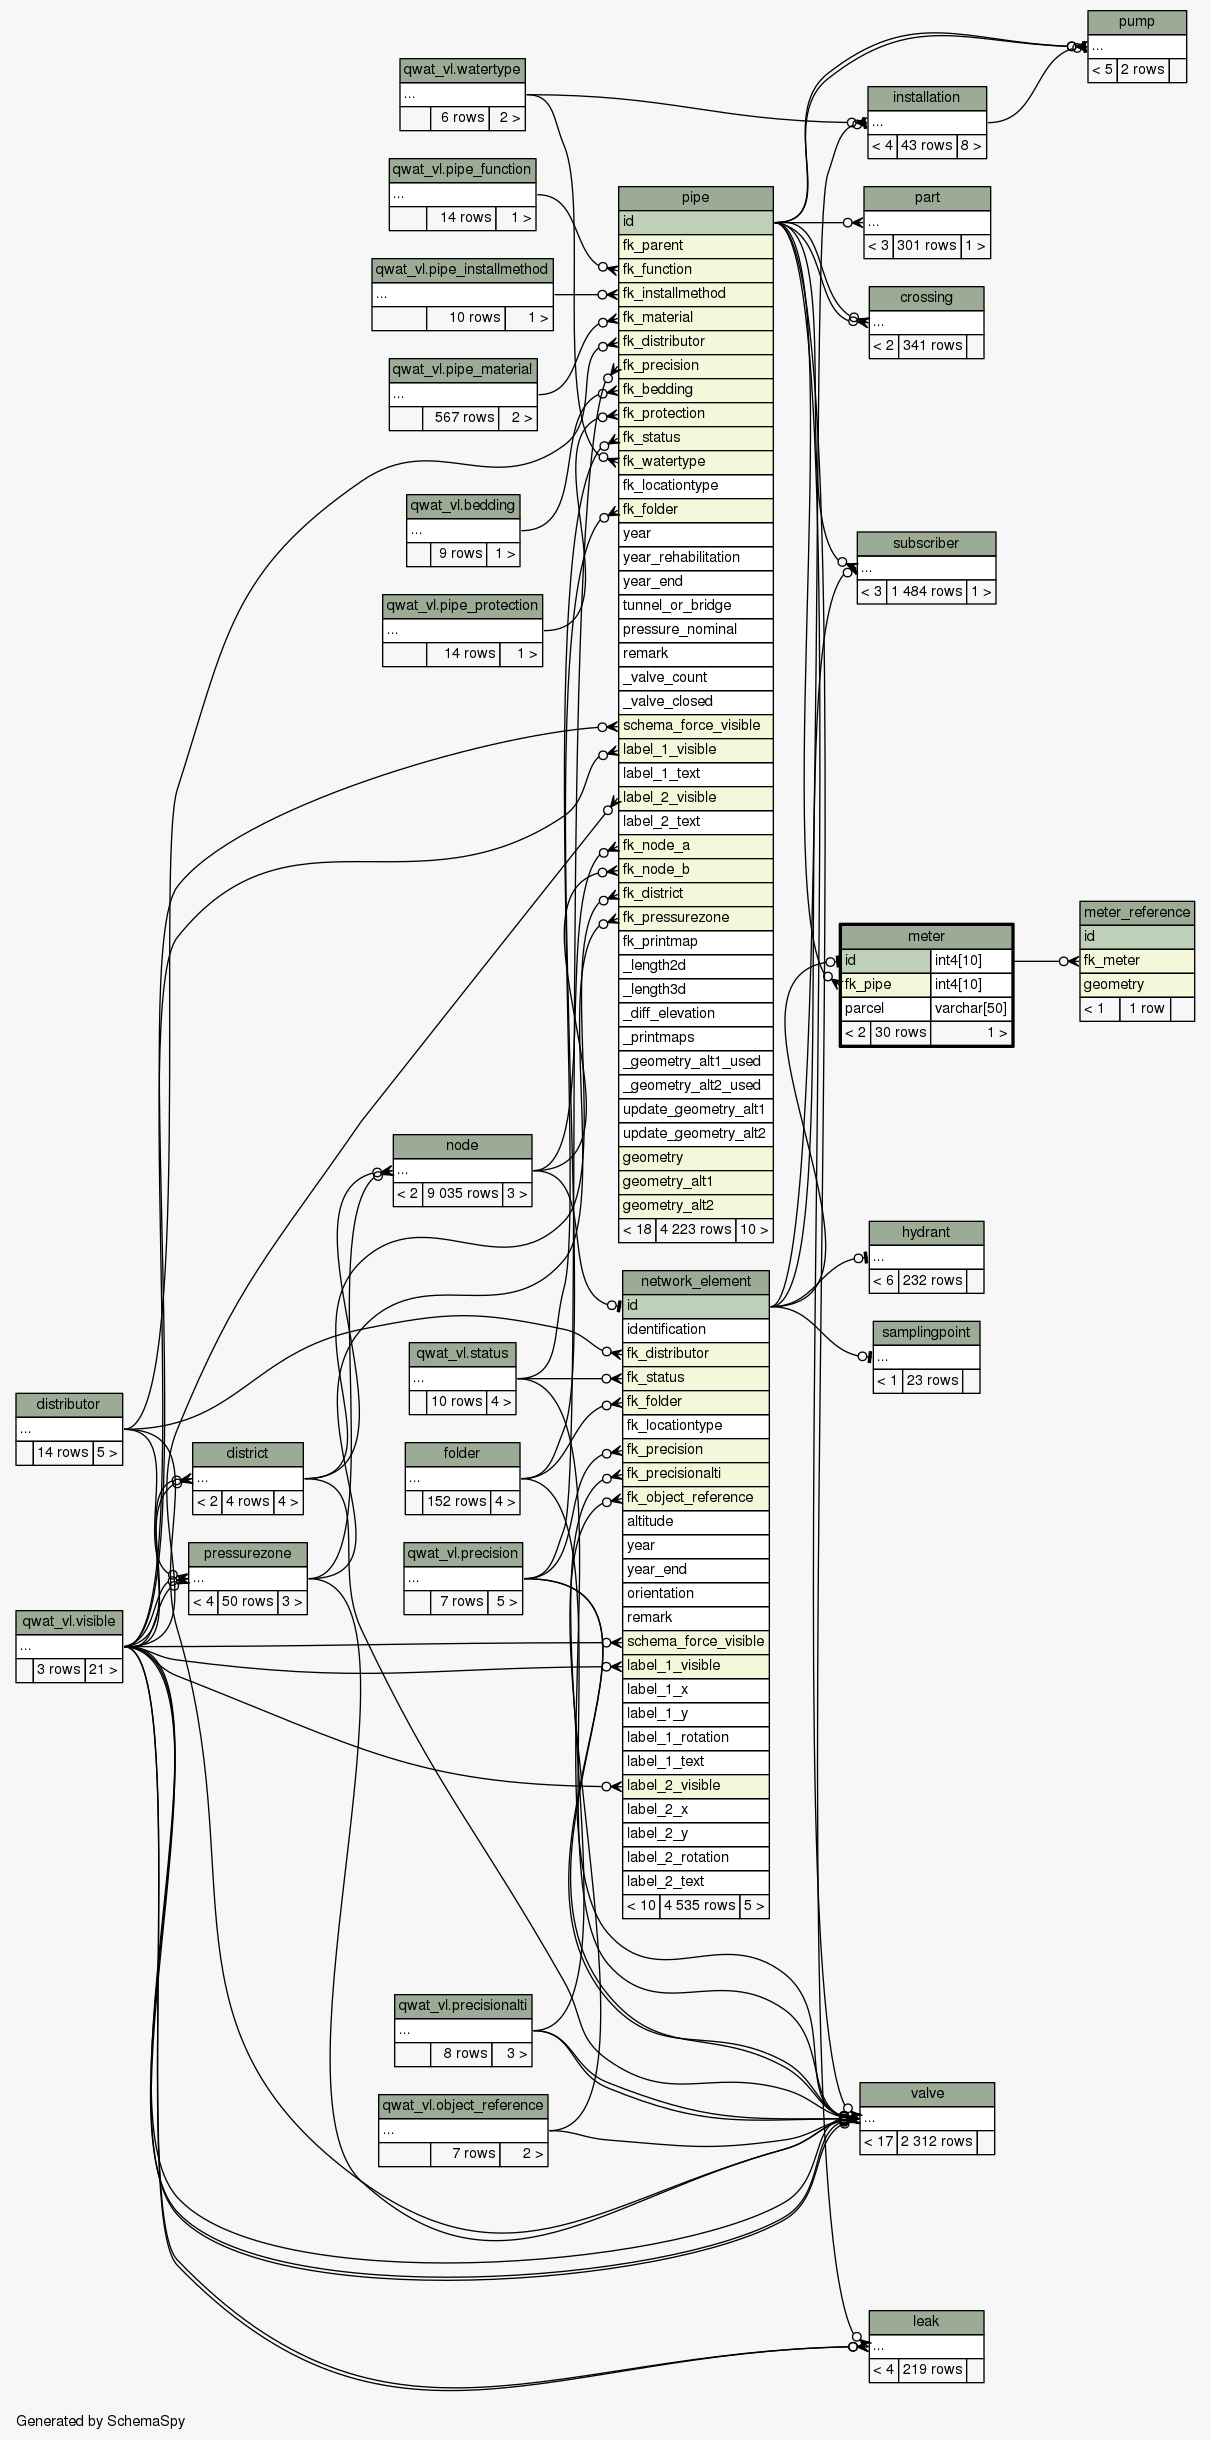 pump
...
< 5 2 rows
qwat_vl.watertype
...
6 rows 2 >
installation
...
< 4 43 rows 8 >
qwat_vl.pipe_function
...
14 rows 1 >
part
...
< 3 301 rows 1 >
qwat_vl.pipe_installmethod
...
10 rows 1 >
crossing
...
< 2 341 rows
qwat_vl.pipe_material
...
567 rows 2 >
qwat_vl.bedding
...
9 rows 1 >
qwat_vl.pipe_protection
...
14 rows 1 >
pipe
id
fk_parent
fk_function
fk_installmethod
fk_material
fk_distributor
fk_precision
fk_bedding
fk_protection
fk_status
fk_watertype
fk_locationtype
fk_folder
year
year_rehabilitation
year_end
tunnel_or_bridge
pressure_nominal
remark
_valve_count
_valve_closed
schema_force_visible
label_1_visible
label_1_text
label_2_visible
label_2_text
fk_node_a
fk_node_b
fk_district
fk_pressurezone
fk_printmap
_length2d
_length3d
_diff_elevation
_printmaps
_geometry_alt1_used
_geometry_alt2_used
update_geometry_alt1
update_geometry_alt2
geometry
geometry_alt1
geometry_alt2
< 18 4 223 rows 10 >
subscriber
...
< 3 1 484 rows 1 >
meter
id int4[10]
fk_pipe int4[10]
parcel varchar[50]
< 2 30 rows 1 >
meter_reference
id
fk_meter
geometry
< 1 1 row
node
...
< 2 9 035 rows 3 >
hydrant
...
< 6 232 rows
samplingpoint
...
< 1 23 rows
network_element
id
identification
fk_distributor
fk_status
fk_folder
fk_locationtype
fk_precision
fk_precisionalti
fk_object_reference
altitude
year
year_end
orientation
remark
schema_force_visible
label_1_visible
label_1_x
label_1_y
label_1_rotation
label_1_text
label_2_visible
label_2_x
label_2_y
label_2_rotation
label_2_text
< 10 4 535 rows 5 >
qwat_vl.status
...
10 rows 4 >
distributor
...
14 rows 5 >
district
...
< 2 4 rows 4 >
folder
...
152 rows 4 >
pressurezone
...
< 4 50 rows 3 >
qwat_vl.precision
...
7 rows 5 >
qwat_vl.visible
...
3 rows 21 >
qwat_vl.precisionalti
...
8 rows 3 >
qwat_vl.object_reference
...
7 rows 2 >
valve
...
< 17 2 312 rows
leak
...
< 4 219 rows
Generated by SchemaSpy